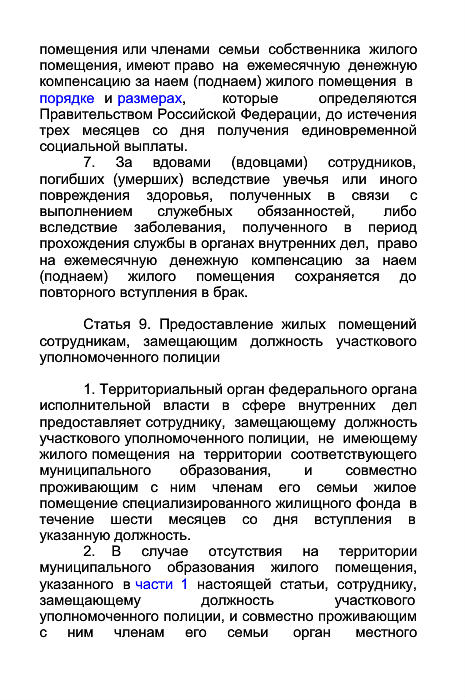 помещения или членами семьи собственника жилого
помещения, имеют право на ежемесячную денежную
компенсацию за наем (поднаем) жилого помещения в
порядке и размерах, которые определяются
Правительством Российской Федерации, до истечения
трех месяцев со дня получения единовременной
социальной выплаты.
7. За вдовами (вдовцами) сотрудников,
погибших (умерших) вследствие увечья или иного
повреждения здоровья, полученных в связи с
выполнением служебных обязанностей, либо
вследствие заболевания, полученного в период
прохождения службы в органах внутренних дел, право
на ежемесячную денежную компенсацию за наем
(поднаем) жилого помещения сохраняется до
повторного вступления в брак.
Статья 9. Предоставление жилых помещений
сотрудникам, замещающим должность участкового
уполномоченного полиции
1. Территориальный орган федерального органа
исполнительной власти в сфере внутренних дел
предоставляет сотруднику, замещающему должность
участкового уполномоченного полиции, не имеющему
жилого помещения на территории соответствующего
муниципального образования, и совместно
проживающим с ним членам его семьи жилое
помещение специализированного жилищного фонда в
течение шести месяцев со дня вступления в
указанную должность.
2. В случае отсутствия на территории
муниципального образования жилого помещения,
указанного в части 1 настоящей статьи, сотруднику,
замещающему должность участкового
уполномоченного полиции, и совместно проживающим
с ним членам его семьи орган местного